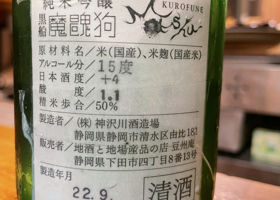 純米吟醸
黒船
KUROFUNE
原材料名/米(国産)、米麹(国産米)
アルコール分/ 15度
日本酒度/ +4
酸度/ 1.1
精米歩合/ 50%
製造者/(株)神沢川酒造場
静岡県静岡市清水区由比181
販売者/地酒と地場産品の店 豆州庵
静岡県下田市四丁目8番13号
製造年月
22.9.
清酒